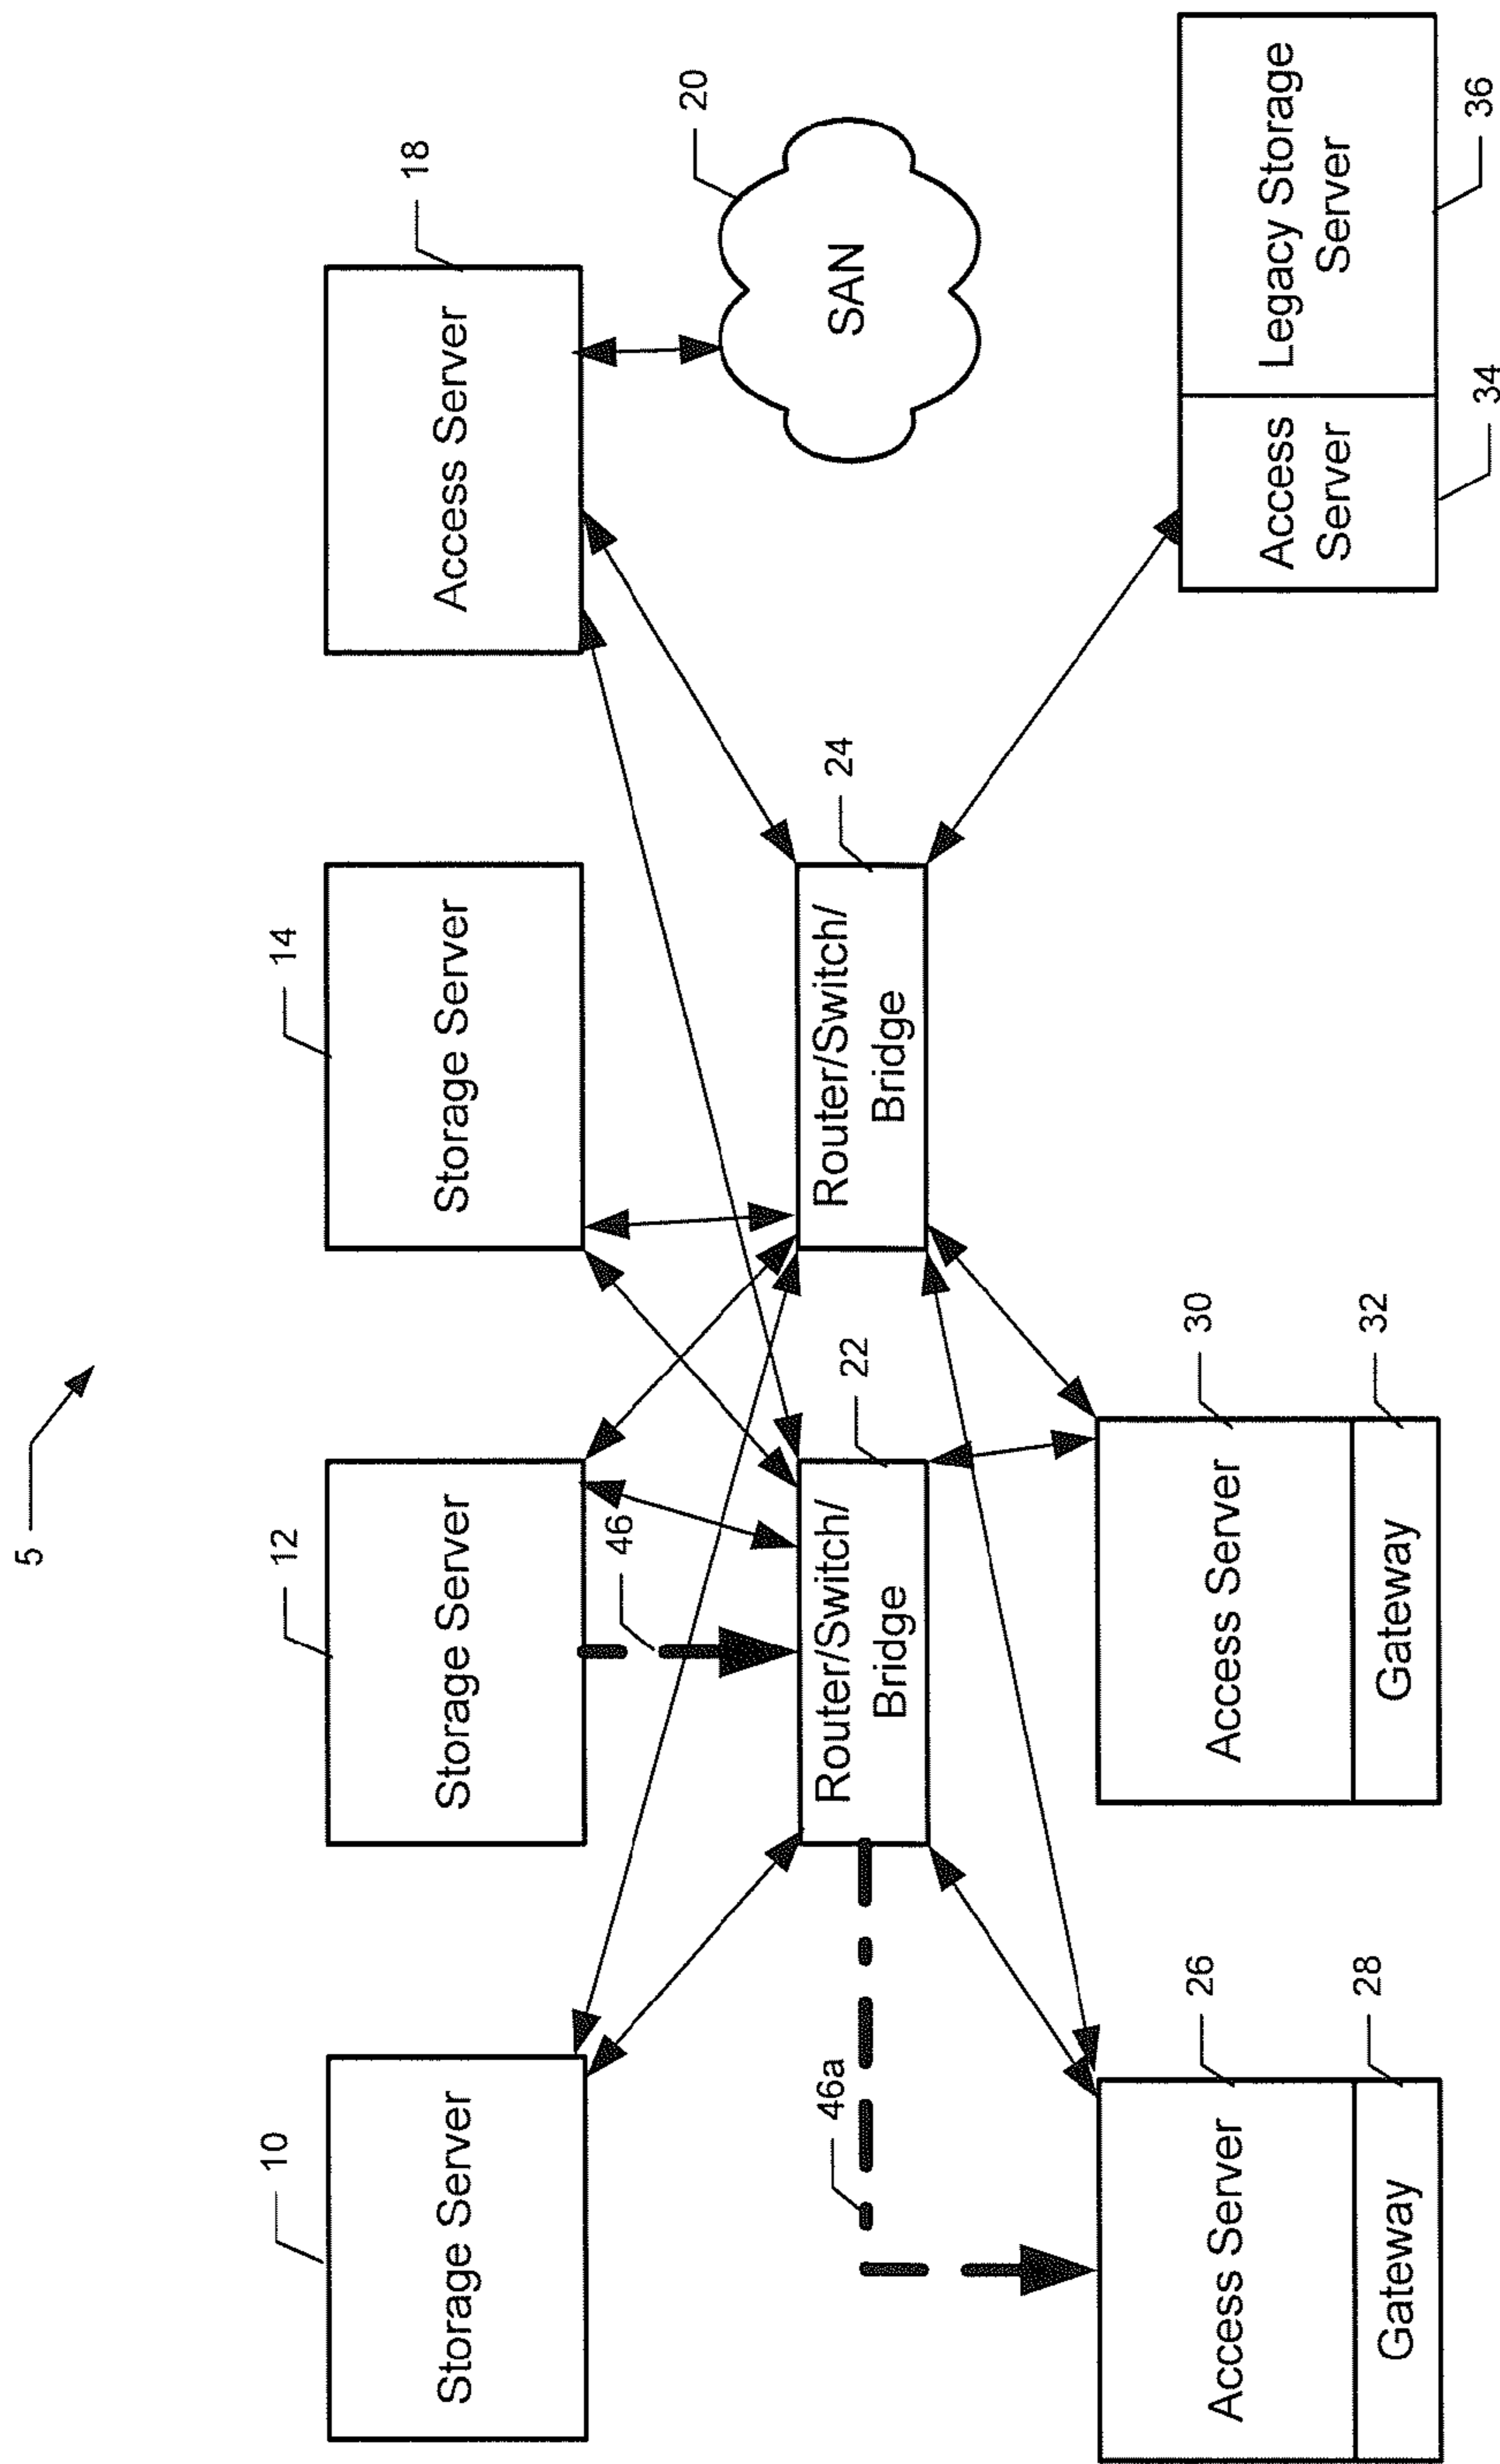 5
10
12
14
18
Storage Server
Storage Server
Storage Server
Access Server
20
SAN
46
22
24
Router/Switch/
Bridge
Router/Switch/
Bridge
46a
26
30
Access Server
Access Server
28
32
Gateway
Gateway
Access
Server
Legacy Storage
Server
34
36